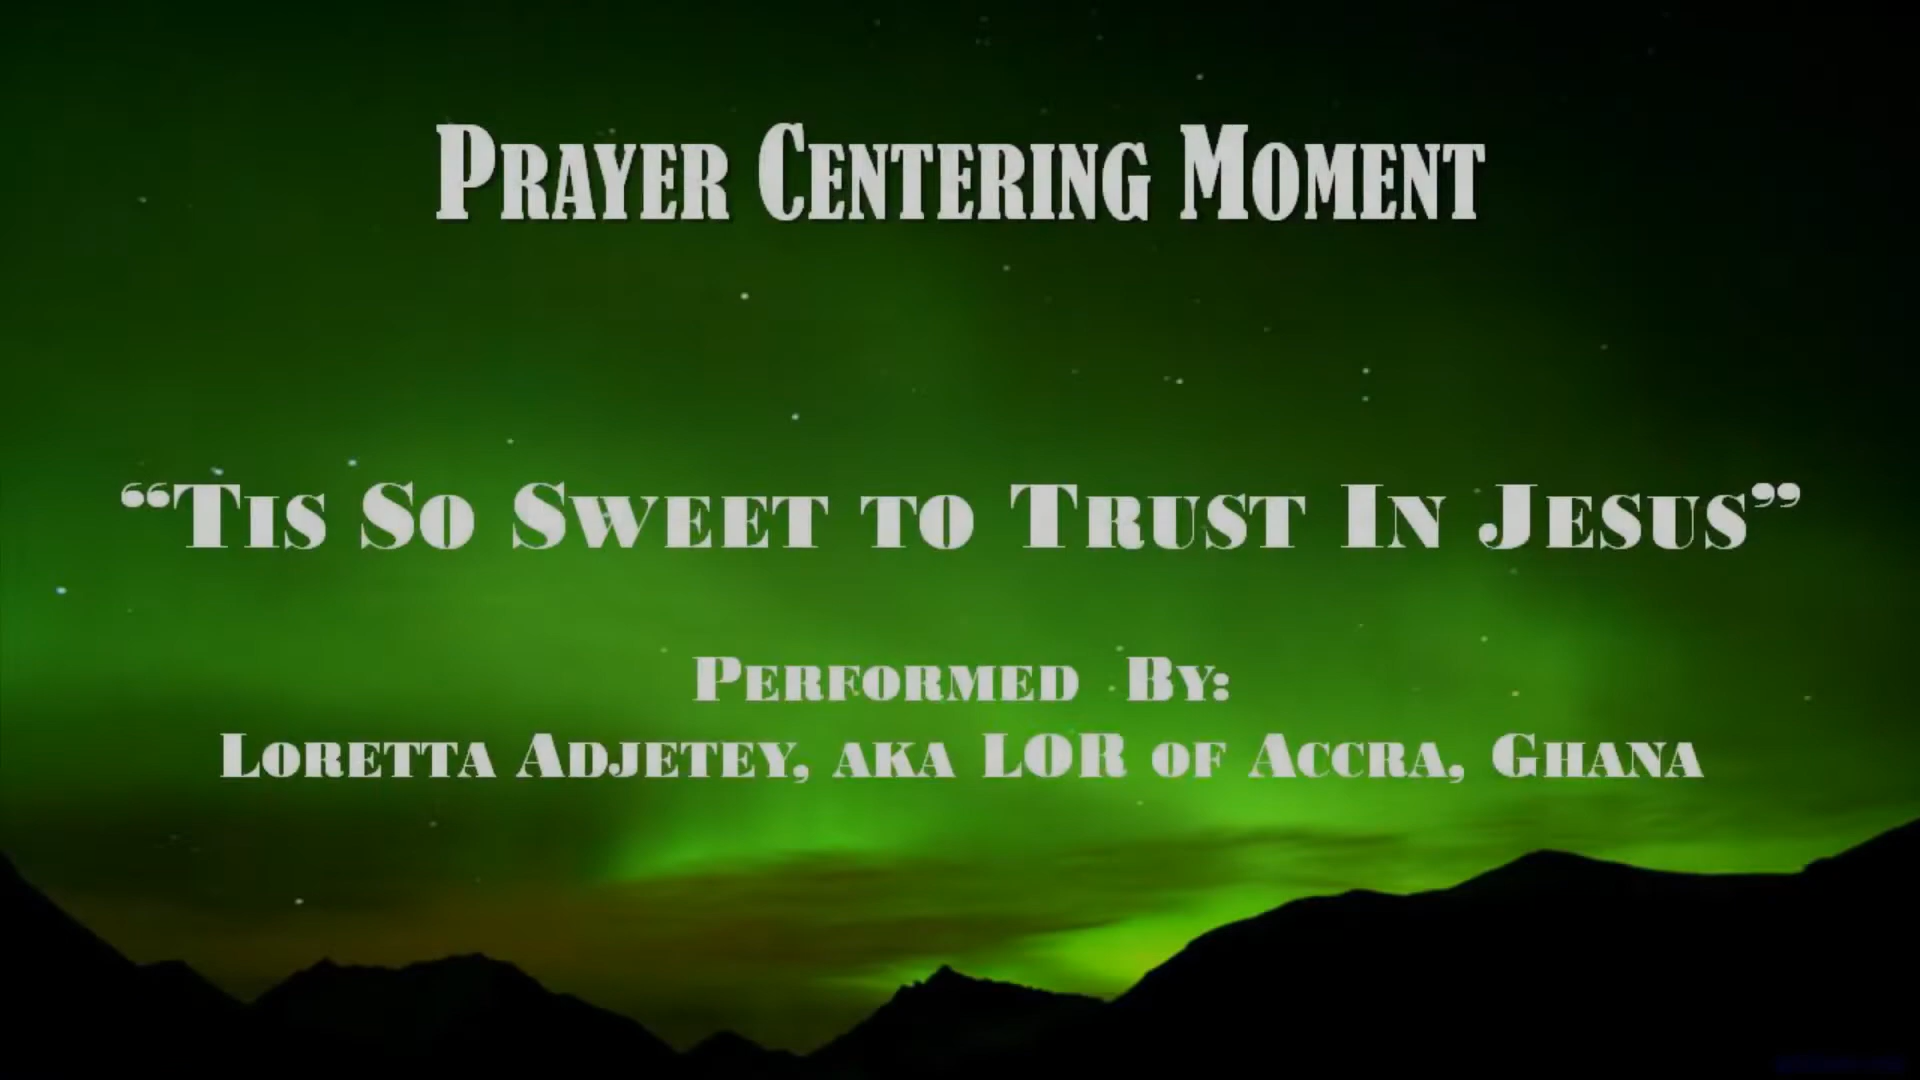 PRAYER CENTERING MOMENT
“TIS SO SWEET TO TRUST IN JESUS”
PERFORMED BY:
LORETTA ADJETEY, AKA LOR OF ACCRA, GHANA